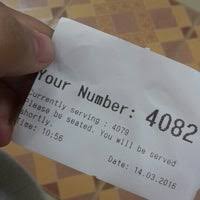 Your Number: 4082
Currently serving : 4079
Please be seated. You will be served
shortly.
Time: 10:56
Date: 14.03.2016